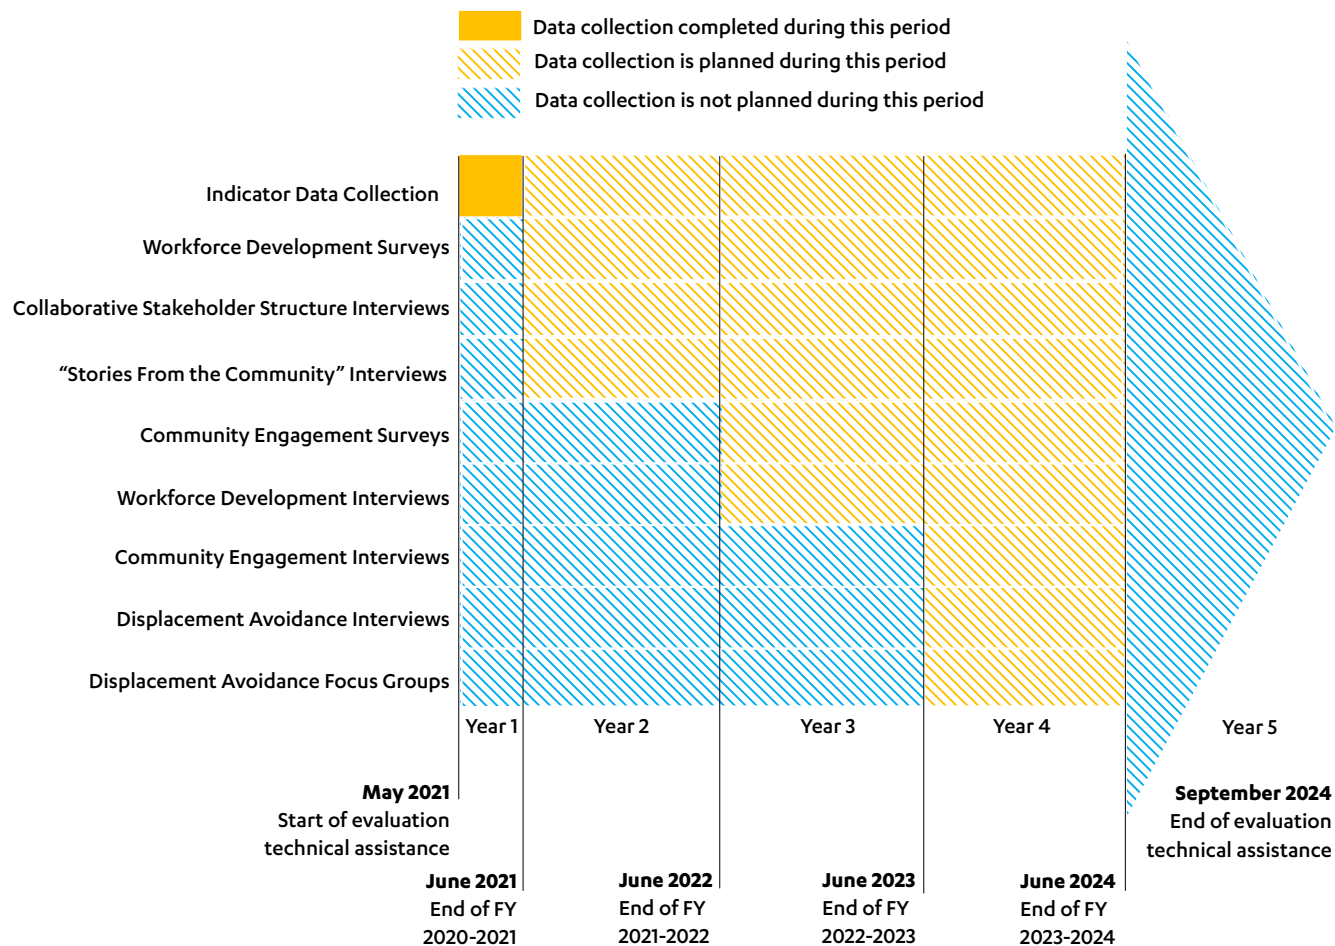 Data collection completed during this period
Data collection is planned during this period
Data collection is not planned during this period
Indicator Data Collection
Workforce Development Surveys
Collaborative Stakeholder Structure Interviews
“Stories From the Community” Interviews
Community Engagement Surveys
Workforce Development Interviews
Community Engagement Interviews
Displacement Avoidance Interviews
Displacement Avoidance Focus Groups
Year 1
Year 2
Year 3
Year 4
Year 5
May 2021
Start of evaluation
technical assistance
September 2024
End of evaluation
technical assistance
June 2021
End of FY
2020-2021
June 2022
End of FY
2021-2022
June 2023
End of FY
2022-2023
June 2024
End of FY
2023-2024